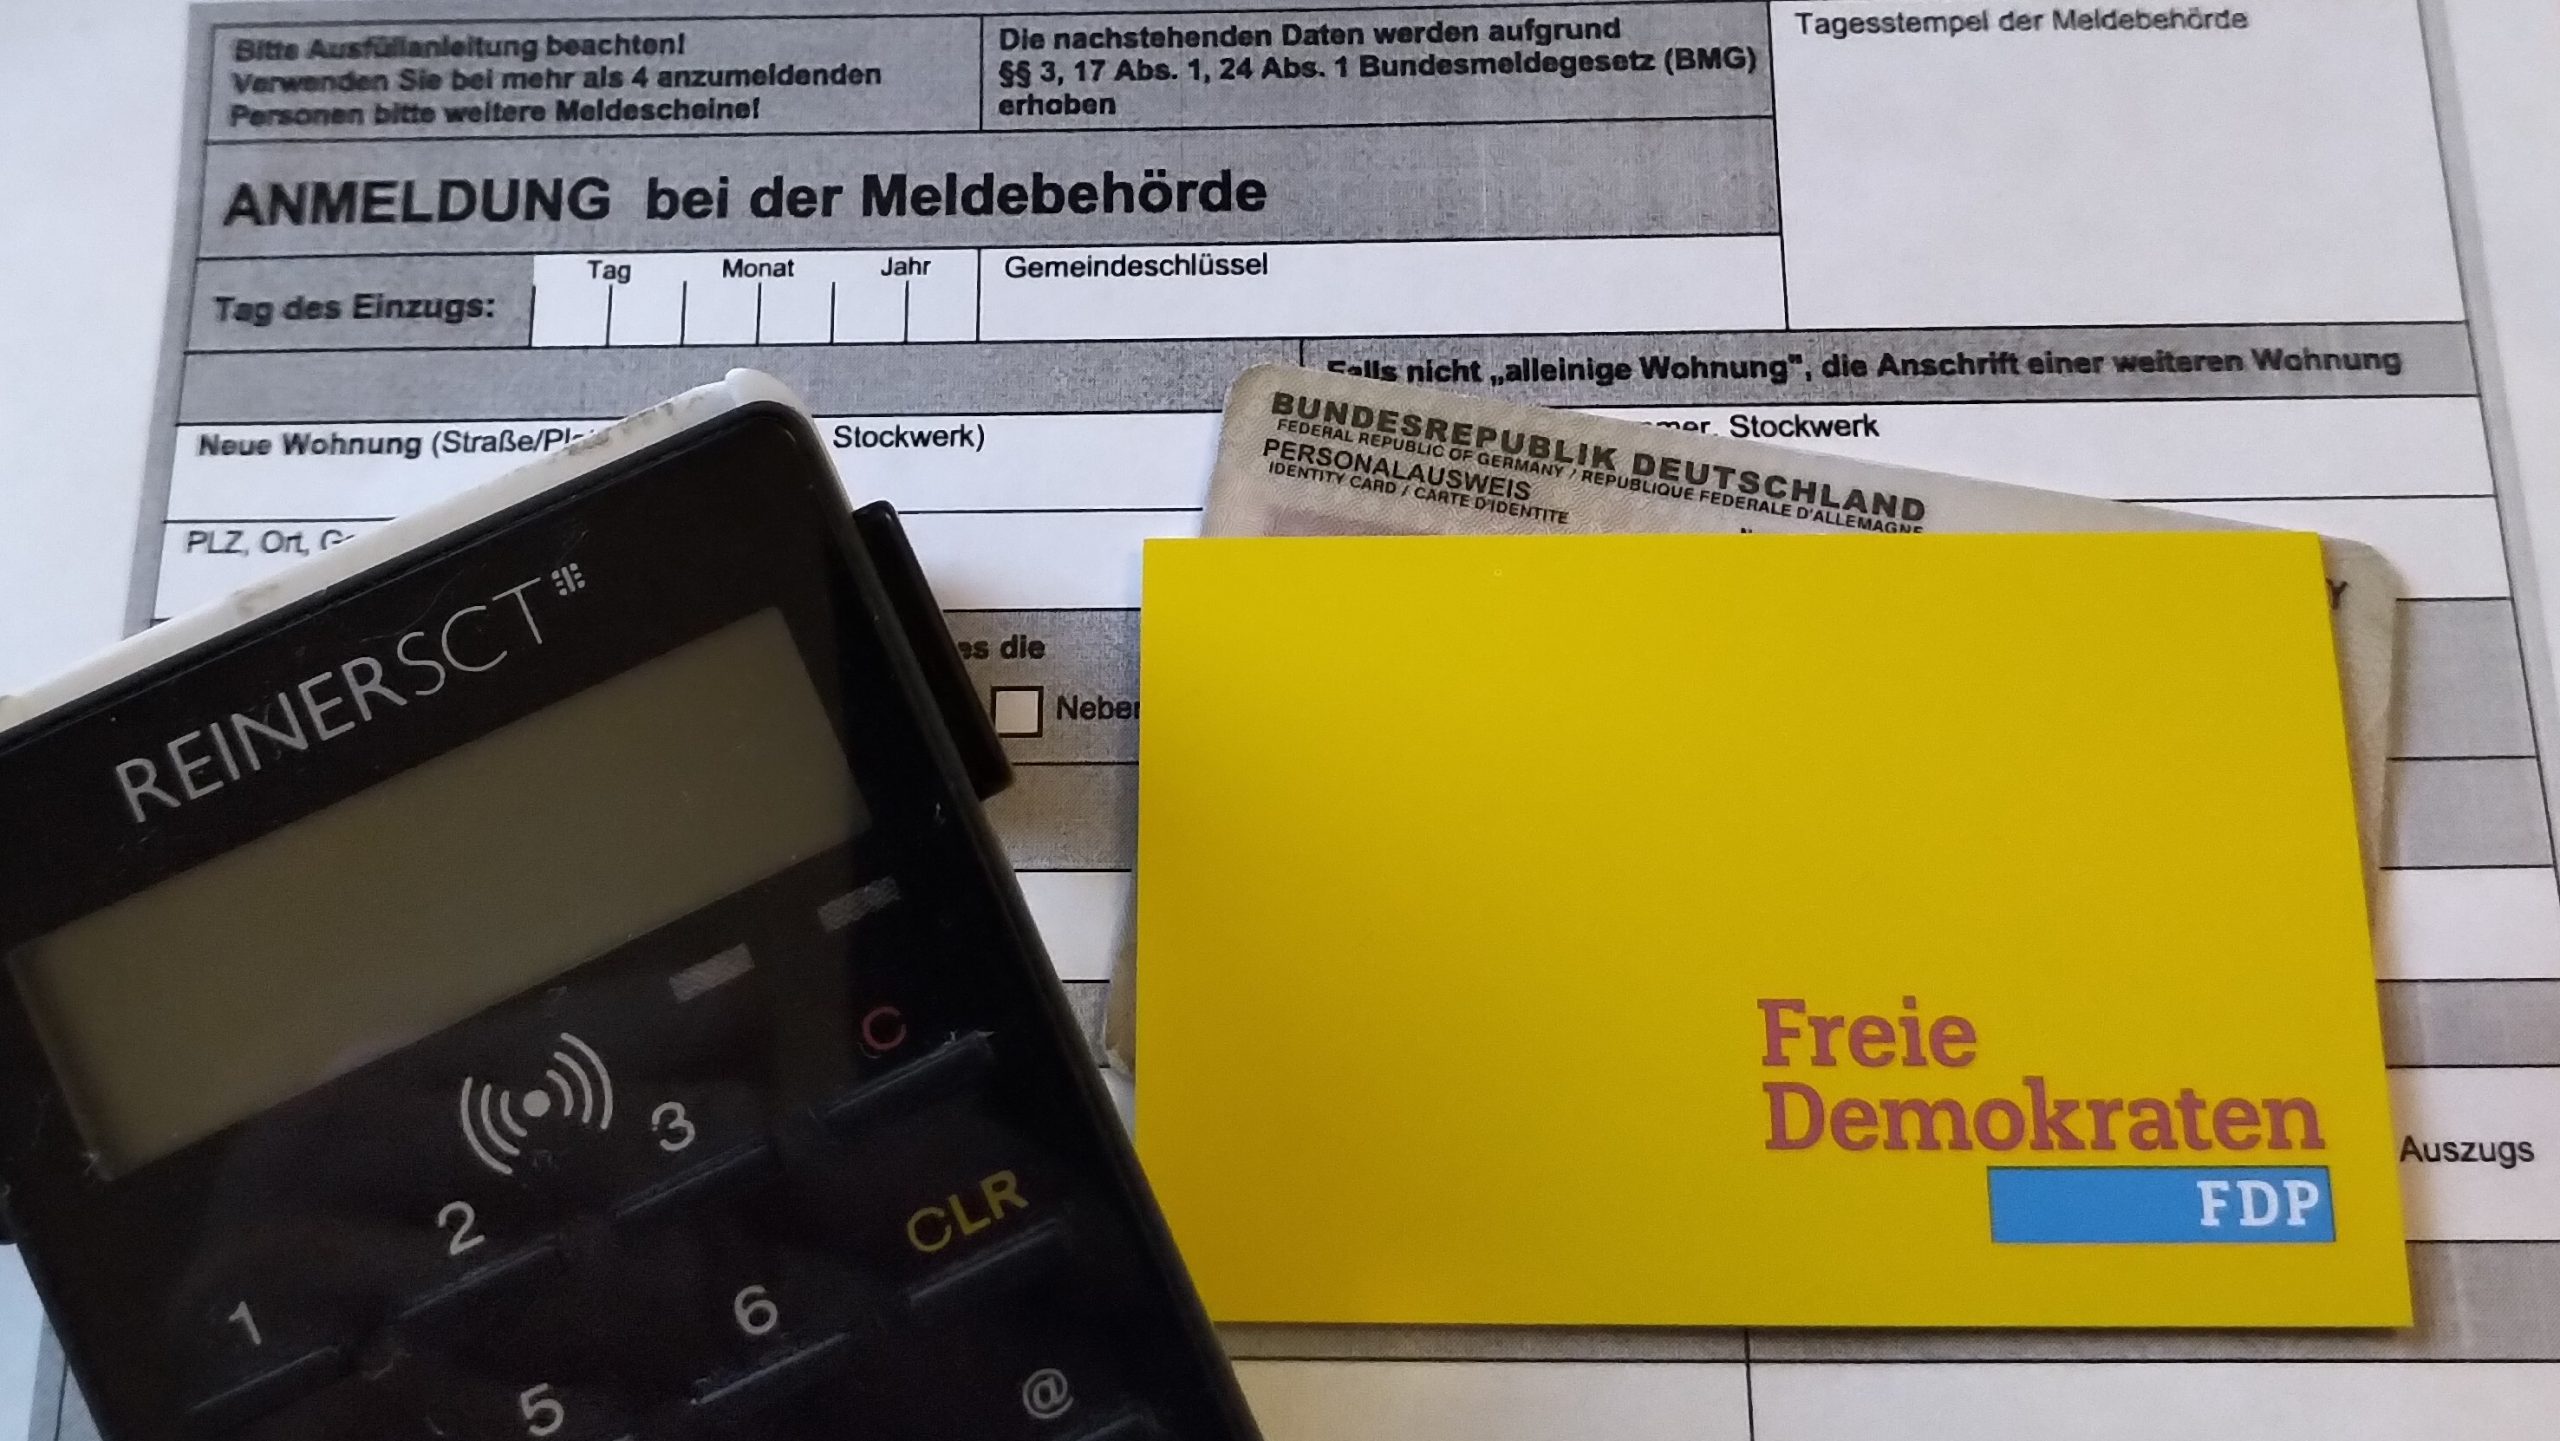 Bitte Ausfüllanleitung beachten!
Verwenden Sie bei mehr als 4 anzumeldenden
Personen bitte weitere Meldescheine!
Die nachstehenden Daten werden aufgrund
§§ 3, 17 Abs. 1, 24 Abs. 1 Bundesmeldegesetz (BMG)
erhoben
Tagesstempel der Meldebehörde
ANMELDUNG bei der Meldebehörde
Tag des Einzugs:
Tag Monat Jahr
Gemeindeschlüssel
Falls nicht „alleinige Wohnung", die Anschrift einer weiteren Wohnung
Neue Wohnung (Straße/ Stockwerk)
Stockwerk
PLZ, Ort,
die
BUNDESREPUBLIK DEUTSCHLAND
FEDERAL REPUBLIC OF GERMANY / REPUBLIQUE FEDERALE D'ALLEMAGNE
PERSONALAUSWEIS
IDENTITY CARD / CARTE D'IDENTITE
REINERSCT
C
1 2 3
CLR
5 6
@
Freie
Demokraten
FDP
Auszugs